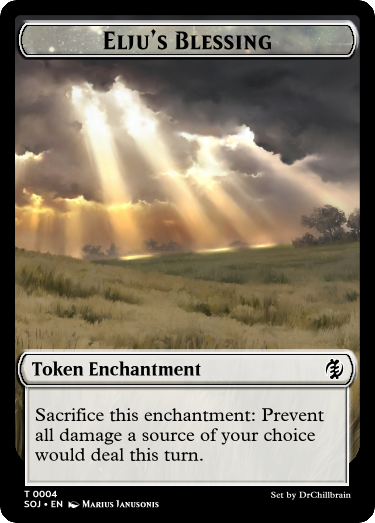 Elju's Blessing
Token Enchantment
Sacrifice this enchantment: Prevent
all damage a source of your choice
would deal this turn.
T 0004
SOJ • EN Marius Janusonis
Set by DrChillbrain